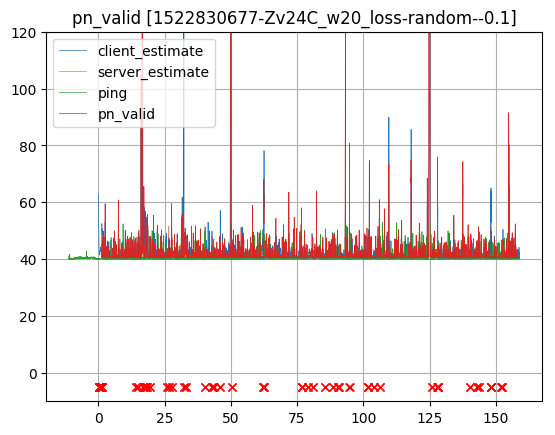 pn_valid [1522830677-Zv24C_w20_loss-random--0.1]
client_estimate
server_estimate
ping
pn_valid
120
100
80
60
40
20
0
0 25 50 75 100 125 150